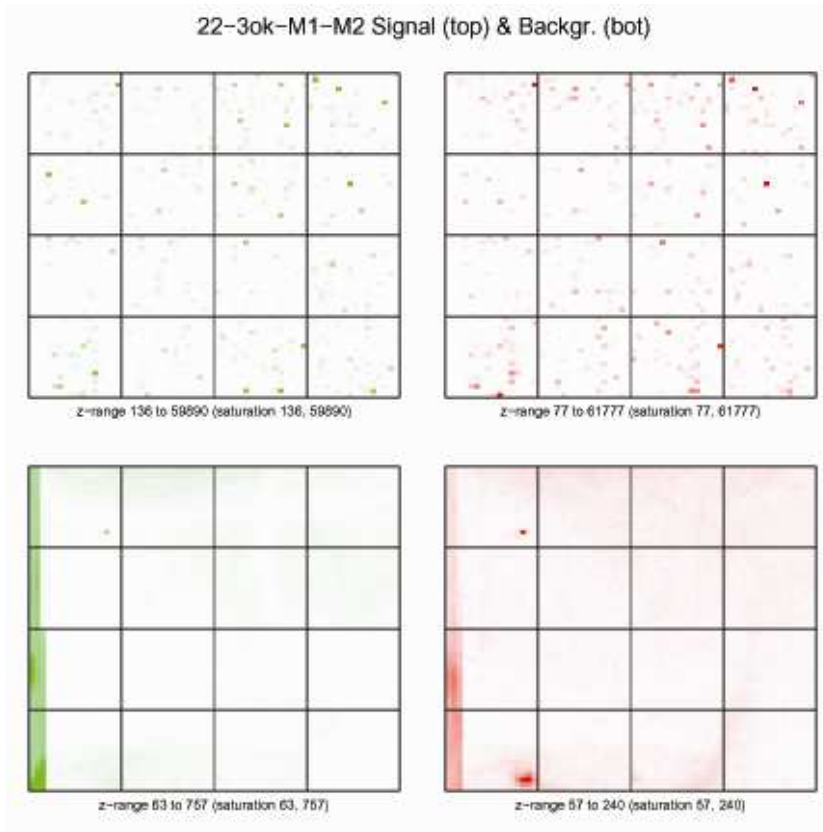 22−3ok−M1−M2 Signal (top) & Backgr. (bot)
z−range 136 to 59890 (saturation 136, 59890)
z−range 77 to 61777 (saturation 77, 61777)
z−range 63 to 757 (saturation 63, 757)
z−range 57 to 240 (saturation 57, 240)